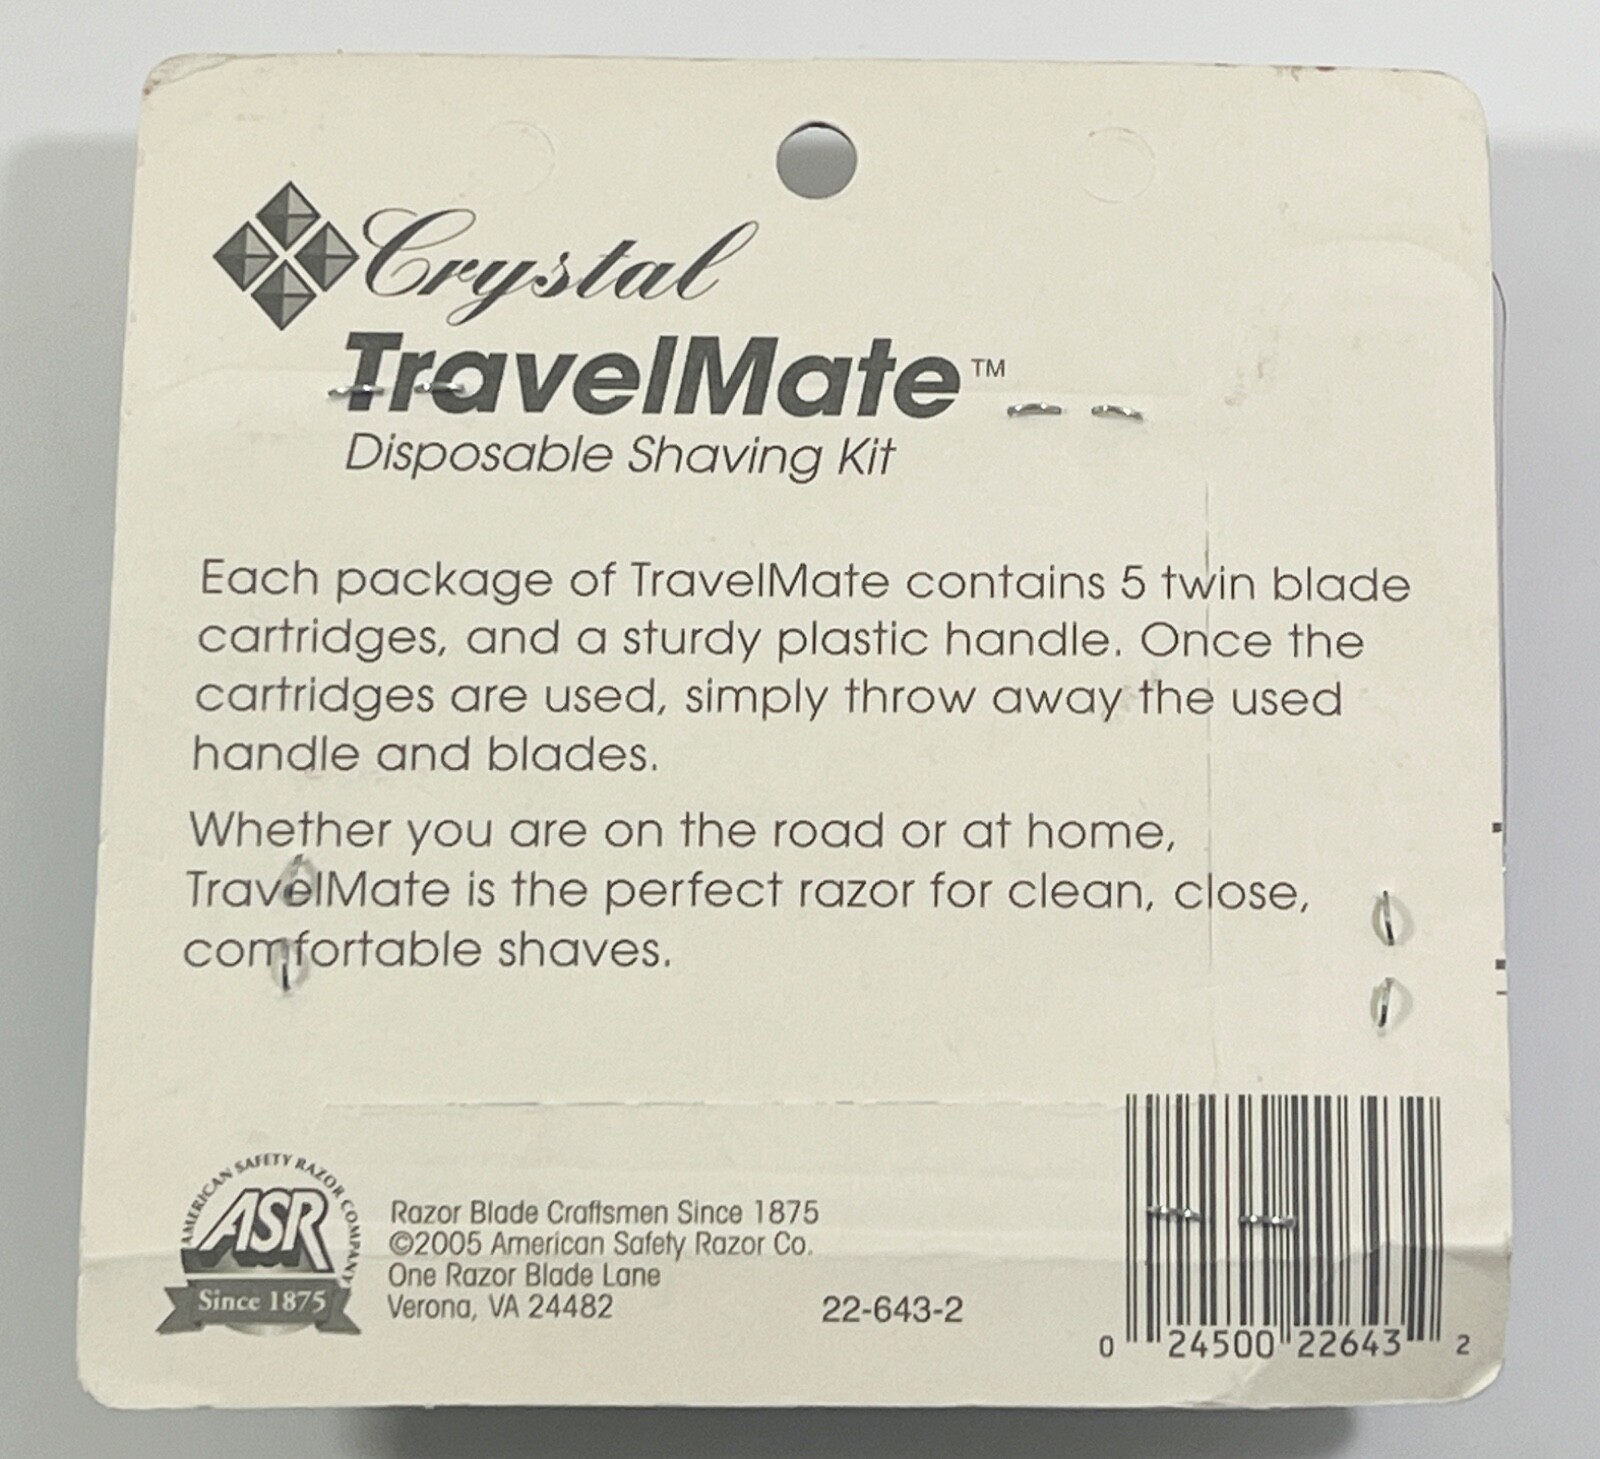 Crystal
TravelMate™
Disposable Shaving Kit
Each package of TravelMate contains 5 twin blade
cartridges, and a sturdy plastic handle. Once the
cartridges are used, simply throw away the used
handle and blades.
Whether you are on the road or at home,
TravelMate is the perfect razor for clean, close,
comfortable shaves.
AMERICAN SAFETY RAZOR COMPANY
ASR
Since 1875
Razor Blade Craftsmen Since 1875
©2005 American Safety Razor Co.
One Razor Blade Lane
Verona, VA 24482
22-643-2
0 24500 22643 2